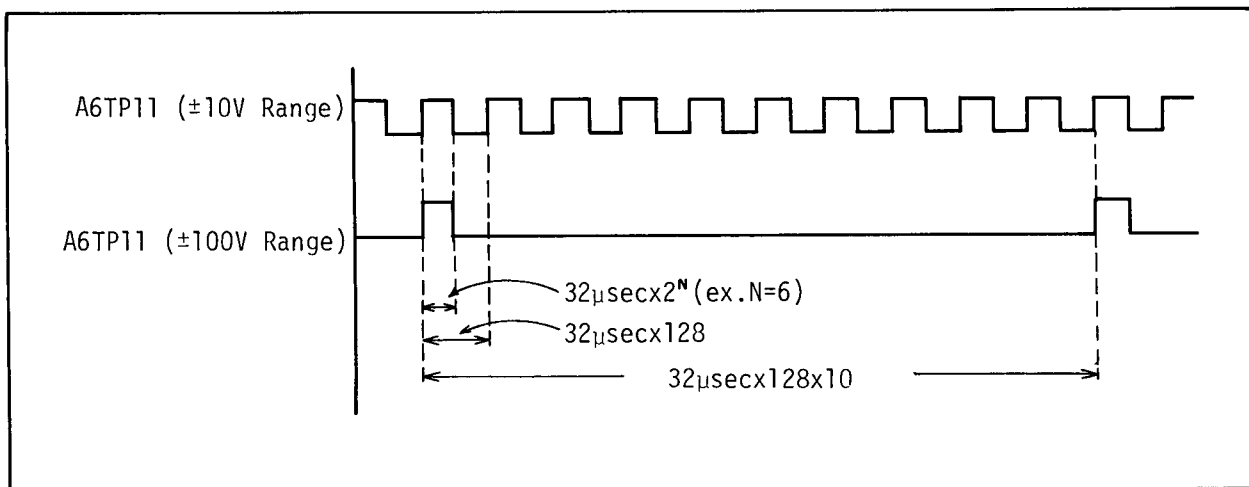 A6TP11 (±10V Range)
A6TP11 (±100V Range)
32μsecx2ᴺ(ex.N=6)
32μsecx128
32μsecx128x10